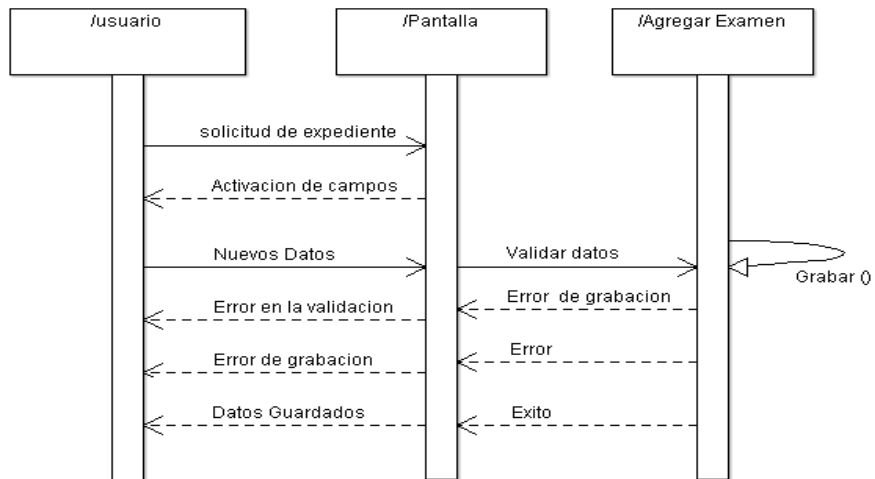 /usuario
/Pantalla
/Agregar Examen
solicitud de expediente
Activacion de campos
Nuevos Datos
Validar datos
Grabar ()
Error en la validacion
Error  de grabacion
Error de grabacion
Error
Datos Guardados
Exito